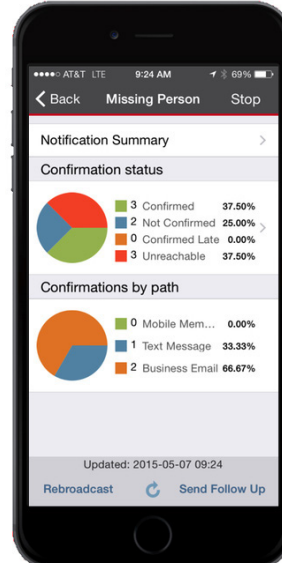 AT&T LTE 9:24 AM 69%
Back Missing Person Stop
Notification Summary
Confirmation status
3 Confirmed 37.50%
2 Not Confirmed 25.00%
0 Confirmed Late 0.00%
3 Unreachable 37.50%
Confirmations by path
0 Mobile Mem... 0.00%
1 Text Message 33.33%
2 Business Email 66.67%
Updated: 2015-05-07 09:24
Rebroadcast Send Follow Up